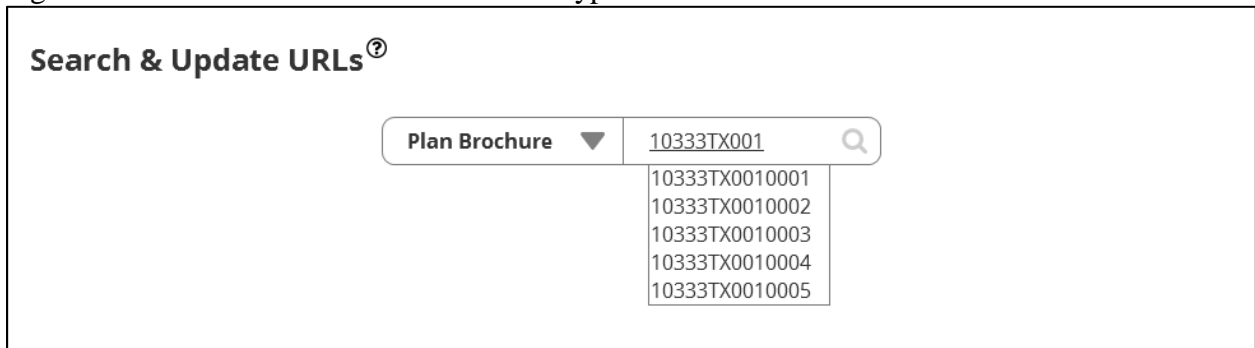 Search & Update URLs?
Plan Brochure 10333TX001
10333TX0010001
10333TX0010002
10333TX0010003
10333TX0010004
10333TX0010005